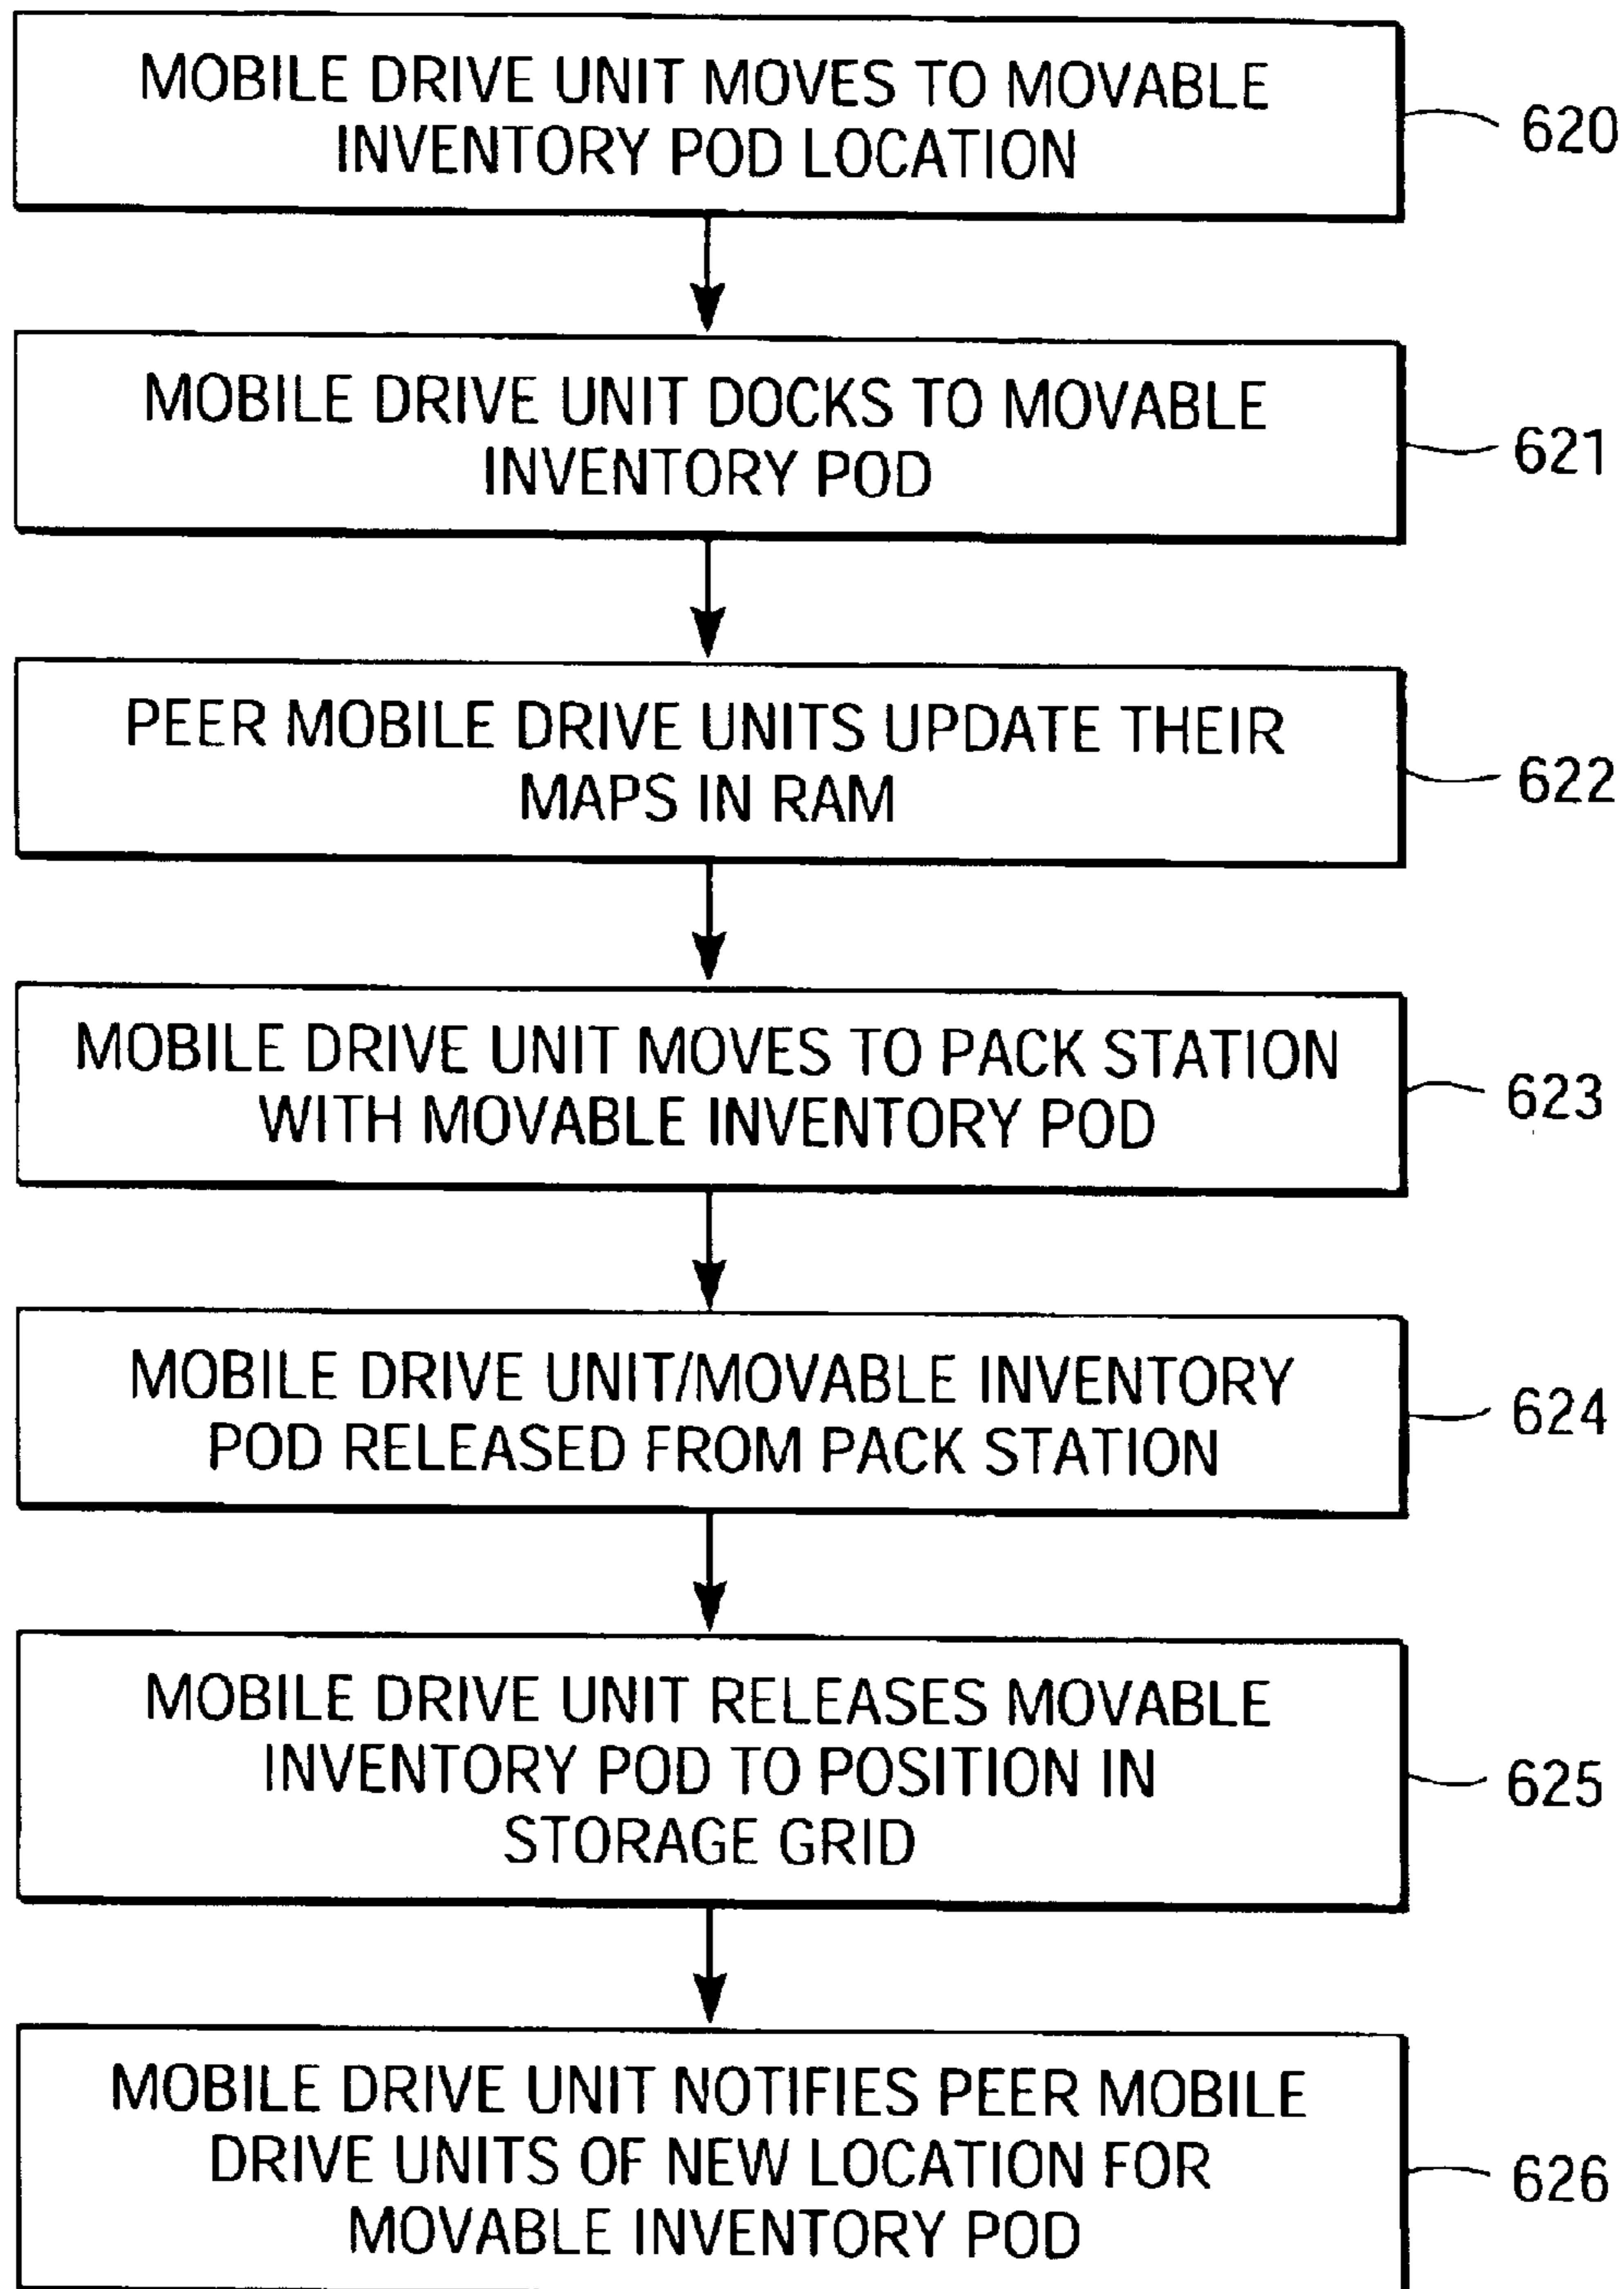 MOBILE DRIVE UNIT MOVES TO MOVABLE
INVENTORY POD LOCATION
620
MOBILE DRIVE UNIT DOCKS TO MOVABLE
INVENTORY POD
621
PEER MOBILE DRIVE UNITS UPDATE THEIR
MAPS IN RAM
622
MOBILE DRIVE UNIT MOVES TO PACK STATION
WITH MOVABLE INVENTORY POD
623
MOBILE DRIVE UNIT/MOVABLE INVENTORY
POD RELEASED FROM PACK STATION
624
MOBILE DRIVE UNIT RELEASES MOVABLE
INVENTORY POD TO POSITION IN
STORAGE GRID
625
MOBILE DRIVE UNIT NOTIFIES PEER MOBILE
DRIVE UNITS OF NEW LOCATION FOR
MOVABLE INVENTORY POD
626